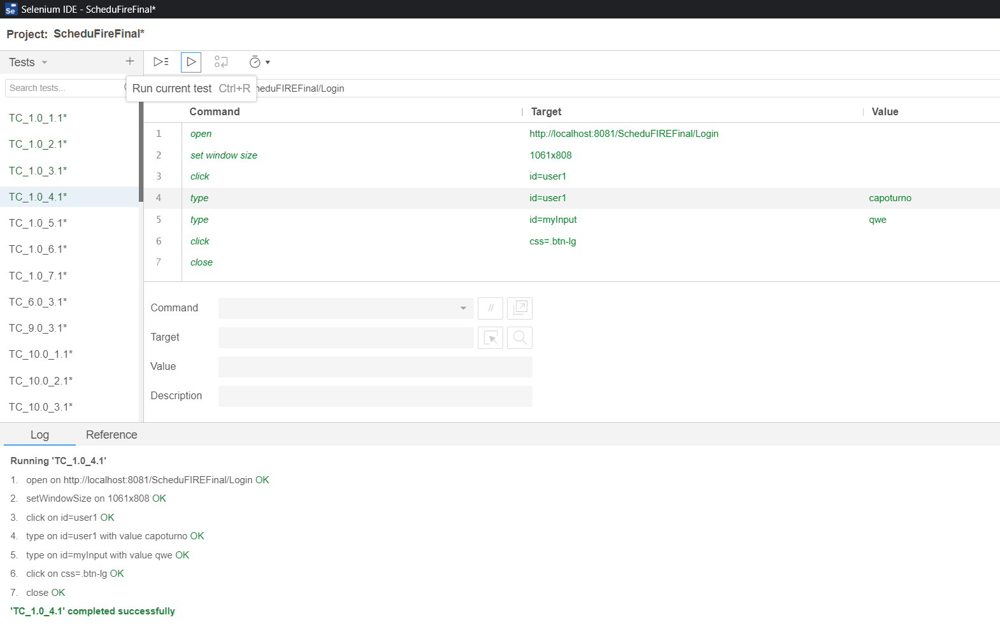 Selenium IDE - ScheduFireFinal*
Project: ScheduFireFinal*
Tests
Search tests...
Run current test Ctrl+R
heduFIREFinal/Login
TC_1.0_1.1*
TC_1.0_2.1*
TC_1.0_3.1*
TC_1.0_4.1*
TC_1.0_5.1*
TC_1.0_6.1*
TC_1.0_7.1*
TC_6.0_3.1*
TC_9.0_3.1*
TC_10.0_1.1*
TC_10.0_2.1*
TC_10.0_3.1*
Command Target Value
1 open http://localhost:8081/ScheduFIREFinal/Login
2 set window size 1061x808
3 click id=user1
4 type id=user1 capoturno
5 type id=myInput qwe
6 click css=.btn-lg
7 close
Command //
Target
Value
Description
Log Reference
Running 'TC_1.0_4.1'
1. open on http://localhost:8081/ScheduFIREFinal/Login OK
2. setWindowSize on 1061x808 OK
3. click on id=user1 OK
4. type on id=user1 with value capoturno OK
5. type on id=myInput with value qwe OK
6. click on css=.btn-lg OK
7. close OK
'TC_1.0_4.1' completed successfully